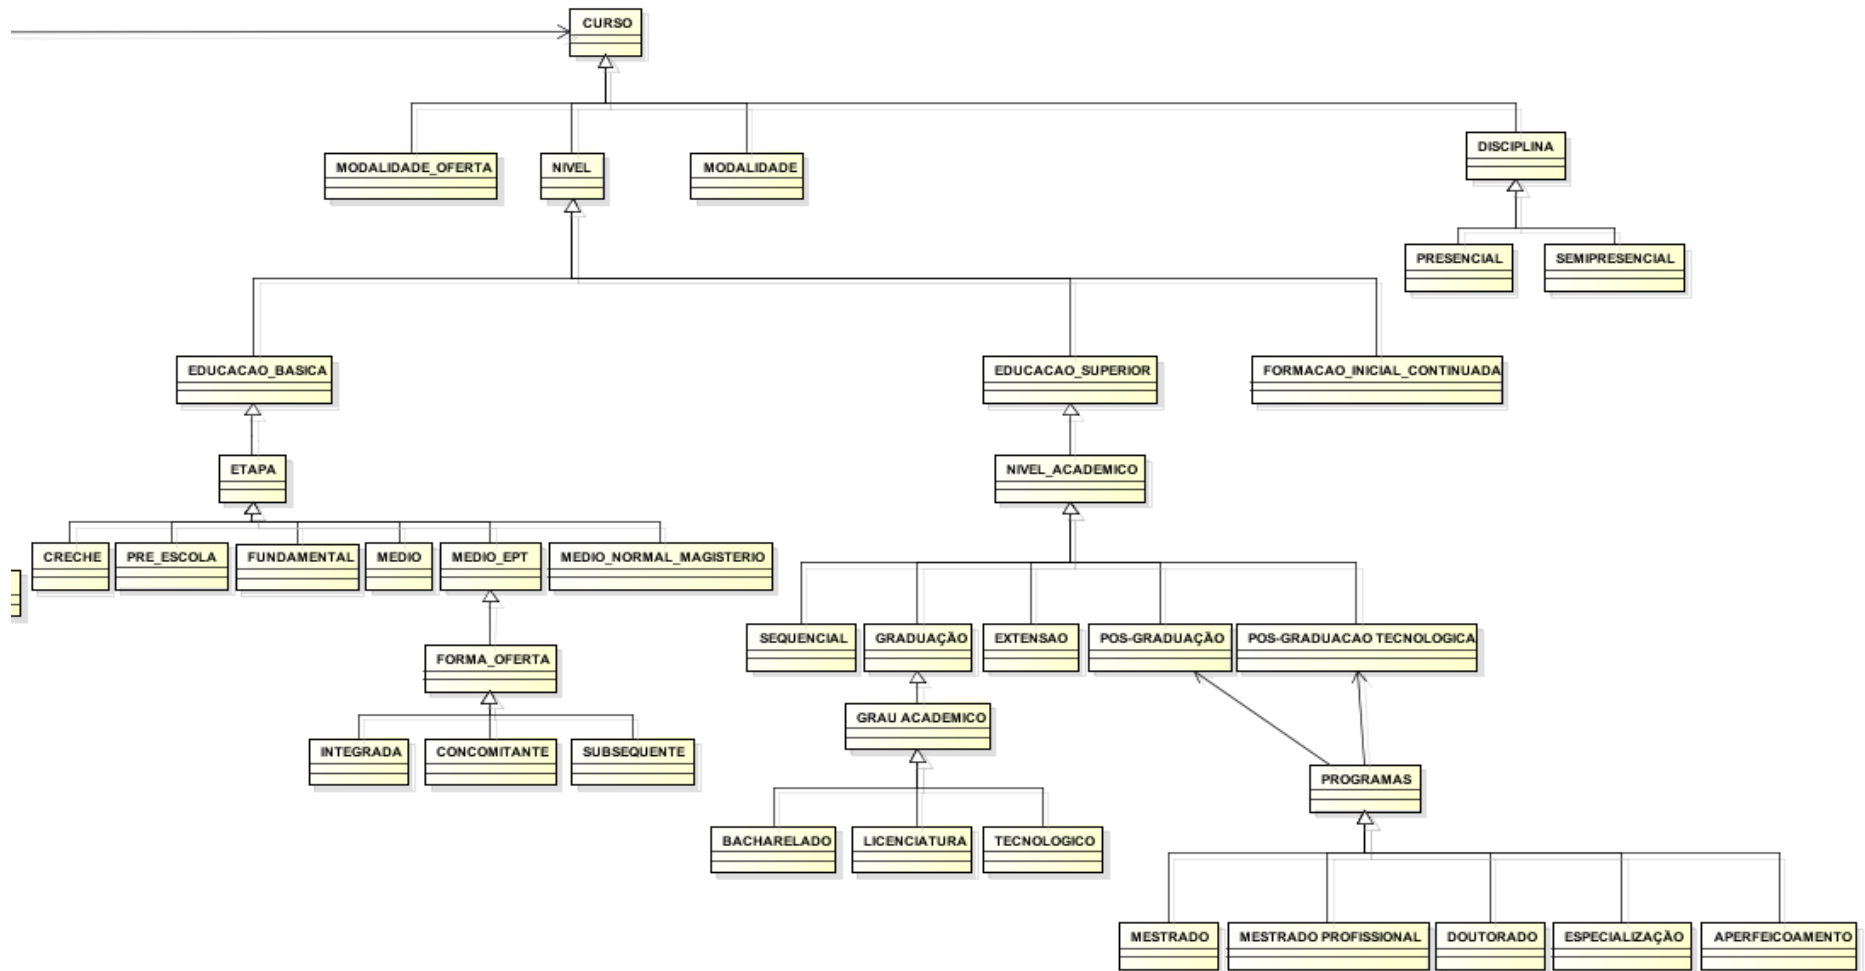 CURSO
DISCIPLINA
MODALIDADE_OFERTA
NIVEL
MODALIDADE
PRESENCIAL
SEMIPRESENCIAL
EDUCACAO_BASICA
EDUCACAO_SUPERIOR
FORMACAO_INICIAL_CONTINUADA
ETAPA
NIVEL_ACADEMICO
CRECHE
PRE_ESCOLA
FUNDAMENTAL
MEDIO
MEDIO_EPT
MEDIO_NORMAL_MAGISTERIO
SEQUENCIAL
GRADUAÇÃO
EXTENSAO
POS-GRADUAÇÃO
POS-GRADUACAO TECNOLOGICA
FORMA_OFERTA
GRAU ACADEMICO
INTEGRADA
CONCOMITANTE
SUBSEQUENTE
PROGRAMAS
BACHARELADO
LICENCIATURA
TECNOLOGICO
MESTRADO
MESTRADO PROFISSIONAL
DOUTORADO
ESPECIALIZAÇÃO
APERFEICOAMENTO